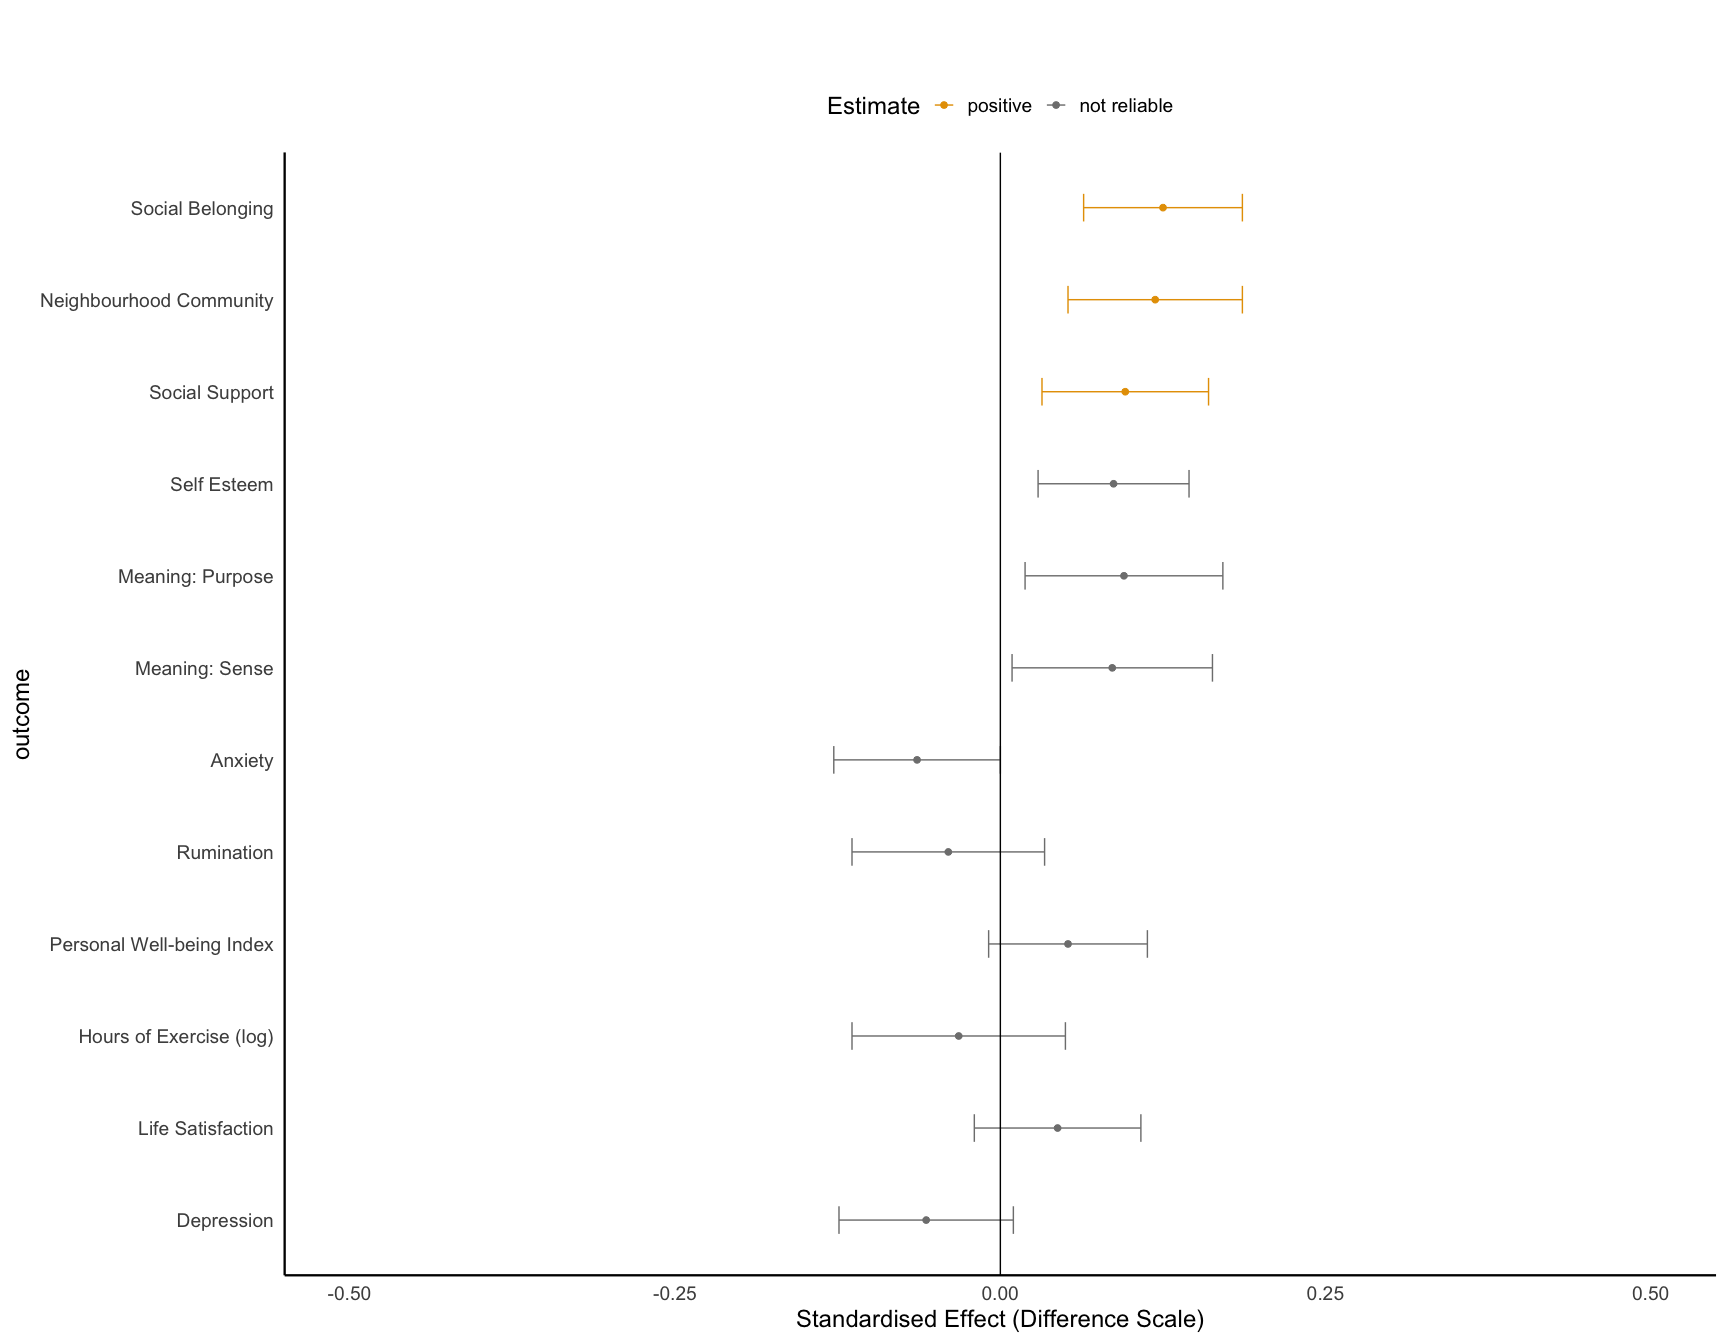 Estimate positive not reliable
Social Belonging
Neighbourhood Community
Social Support
Self Esteem
Meaning: Purpose
Meaning: Sense
Anxiety
Rumination
Personal Well-being Index
Hours of Exercise (log)
Life Satisfaction
Depression
outcome
-0.50 -0.25 0.00 0.25 0.50
Standardised Effect (Difference Scale)